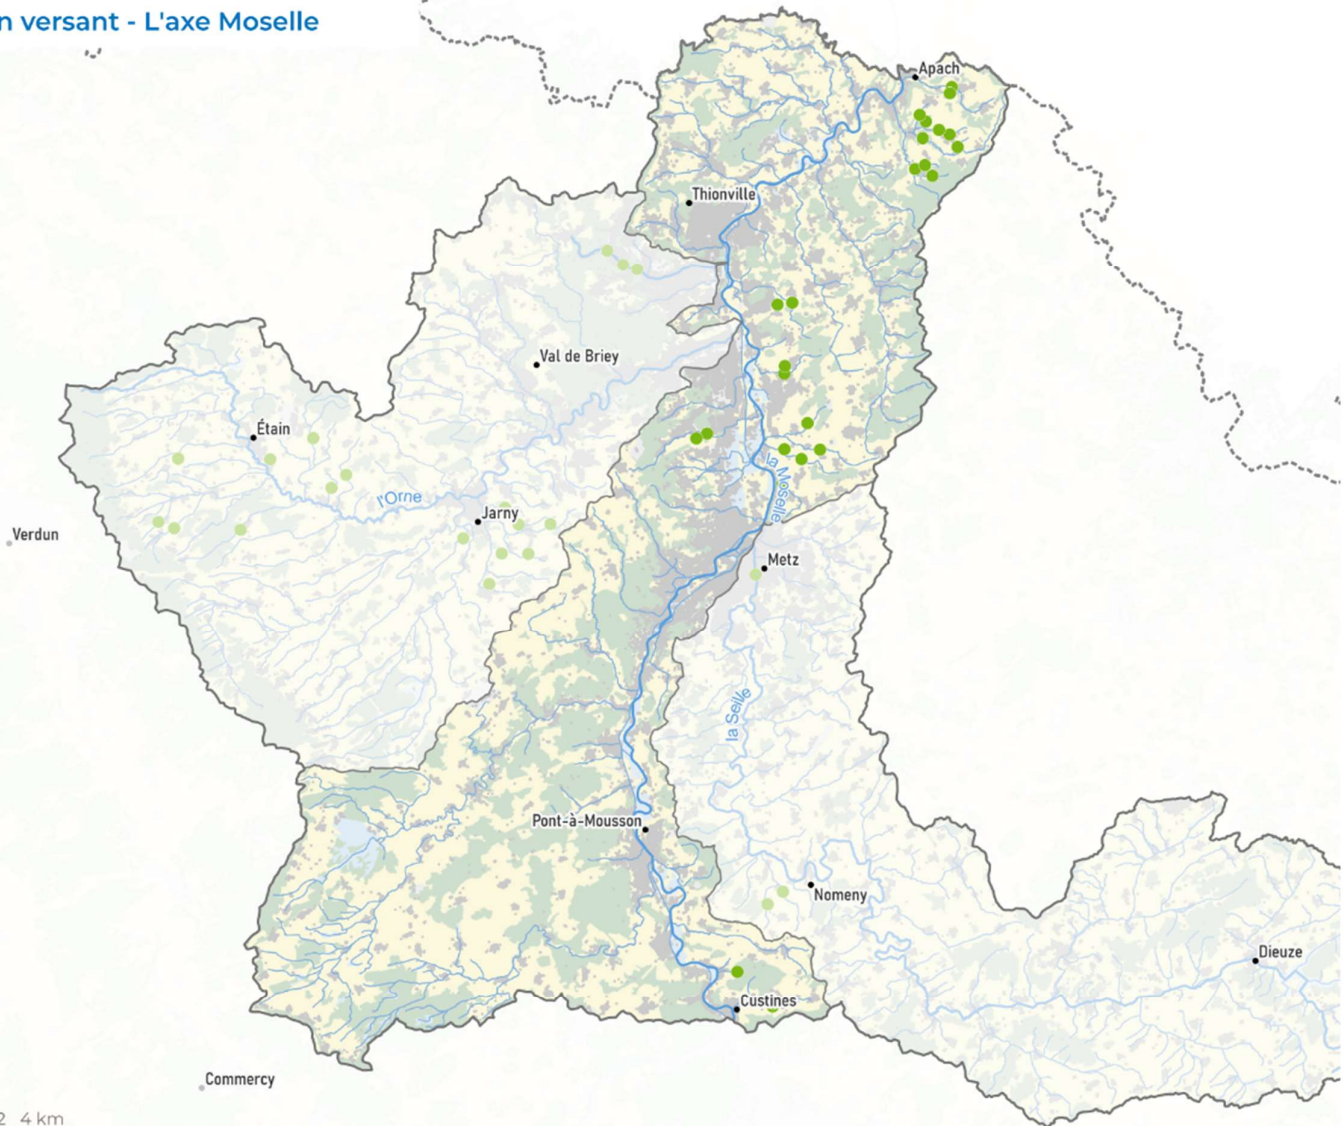 n versant - L'axe Moselle
Apach
Thionville
Val de Briey
Étain
l'Orne
Jarny
la Moselle
Verdun
Metz
la Seille
Pont-à-Mousson
Nomeny
Dieuze
Custines
Commercy
2 4 km